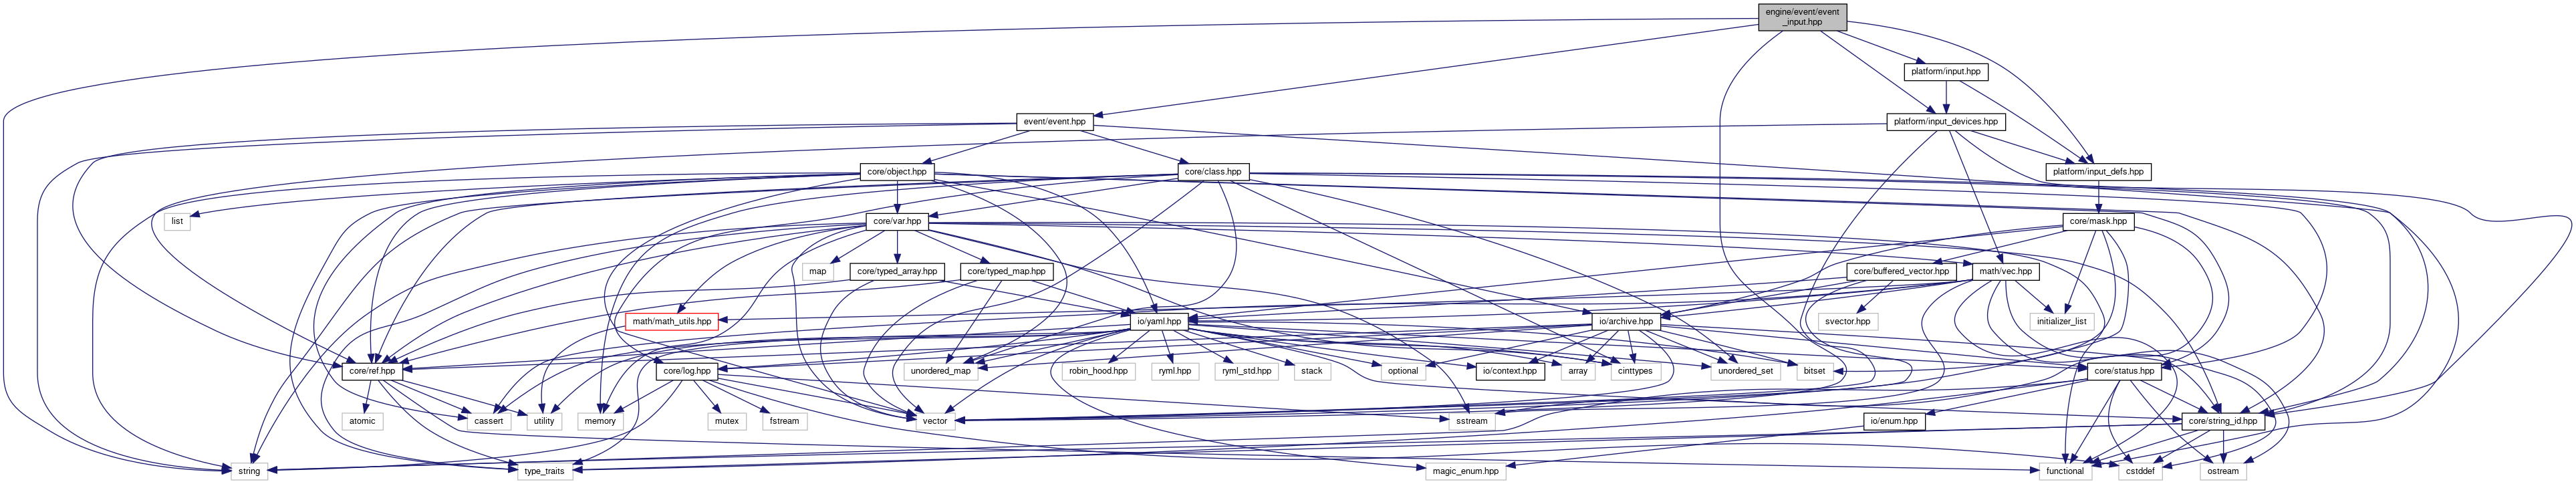 engine/event/event
_input.hpp
platform/input.hpp
event/event.hpp
platform/input_devices.hpp
core/object.hpp
core/class.hpp
platform/input_defs.hpp
list
core/var.hpp
core/mask.hpp
map
core/typed_array.hpp
core/typed_map.hpp
core/buffered_vector.hpp
math/vec.hpp
math/math_utils.hpp
io/yaml.hpp
io/archive.hpp
svector.hpp
initializer_list
core/ref.hpp
core/log.hpp
unordered_map
robin_hood.hpp
ryml.hpp
ryml_std.hpp
stack
optional
io/context.hpp
array
cinttypes
unordered_set
bitset
core/status.hpp
atomic
cassert
utility
memory
mutex
fstream
vector
sstream
io/enum.hpp
core/string_id.hpp
string
type_traits
magic_enum.hpp
functional
cstddef
ostream